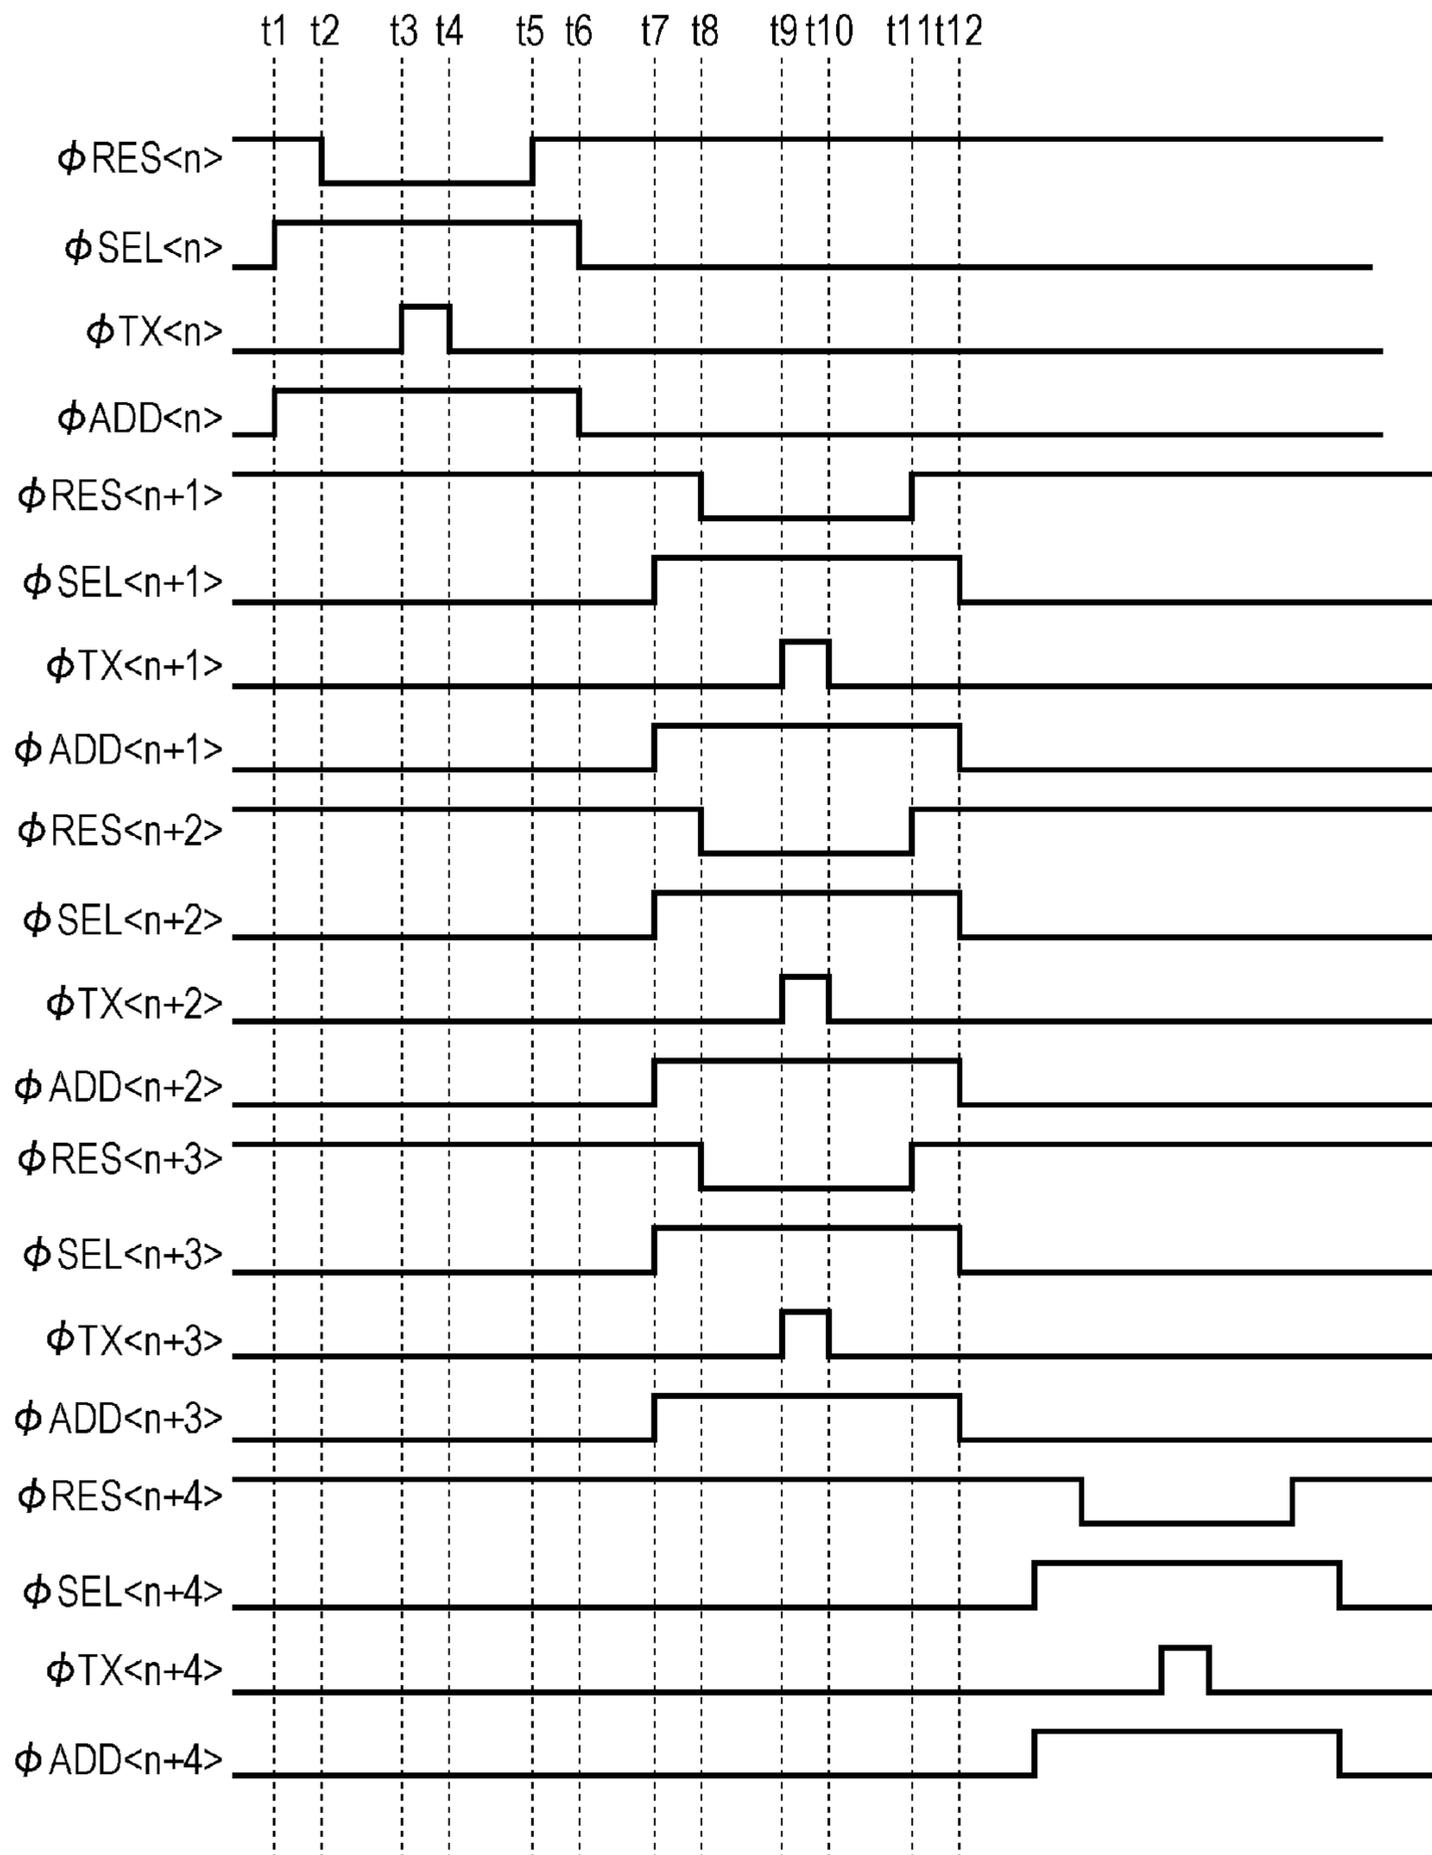 t1 t2 t3 t4 t5 t6 t7 t8 t9 t10 t11 t12
ϕRES<n>
ϕSEL<n>
ϕTX<n>
ϕADD<n>
ϕRES<n+1>
ϕSEL<n+1>
ϕTX<n+1>
ϕADD<n+1>
ϕRES<n+2>
ϕSEL<n+2>
ϕTX<n+2>
ϕADD<n+2>
ϕRES<n+3>
ϕSEL<n+3>
ϕTX<n+3>
ϕADD<n+3>
ϕRES<n+4>
ϕSEL<n+4>
ϕTX<n+4>
ϕADD<n+4>